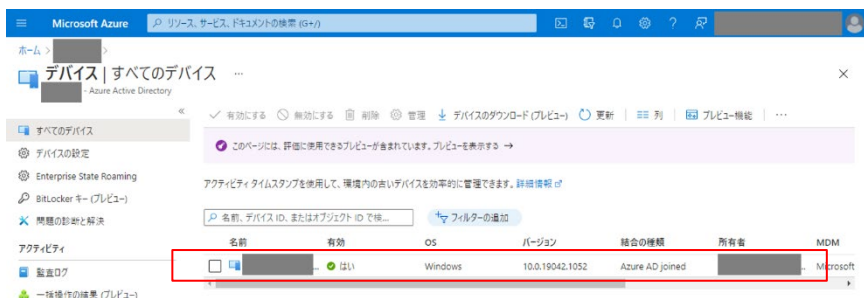 Microsoft Azure
リソース、サービス、ドキュメントの検索 (G+/)
ホーム >
>
デバイス | すべてのデバイス ...
- Azure Active Directory
«
有効にする 無効にする 削除 管理 デバイスのダウンロード (プレビュー) 更新 列 プレビュー機能 ...
すべてのデバイス
デバイスの設定
Enterprise State Roaming
BitLocker キー (プレビュー)
問題の診断と解決
アクティビティ
監査ログ
一括操作の結果 (プレビュー)
このページには、評価に使用できるプレビューが含まれています。プレビューを表示する →
アクティビティ タイムスタンプを使用して、環境内の古いデバイスを効率的に管理できます。詳細情報
名前、デバイス ID、またはオブジェクト ID で検...
フィルターの追加
名前 有効 OS バージョン 結合の種類 所有者 MDM
... はい Windows 10.0.19042.1052 Azure AD joined ... Microsoft